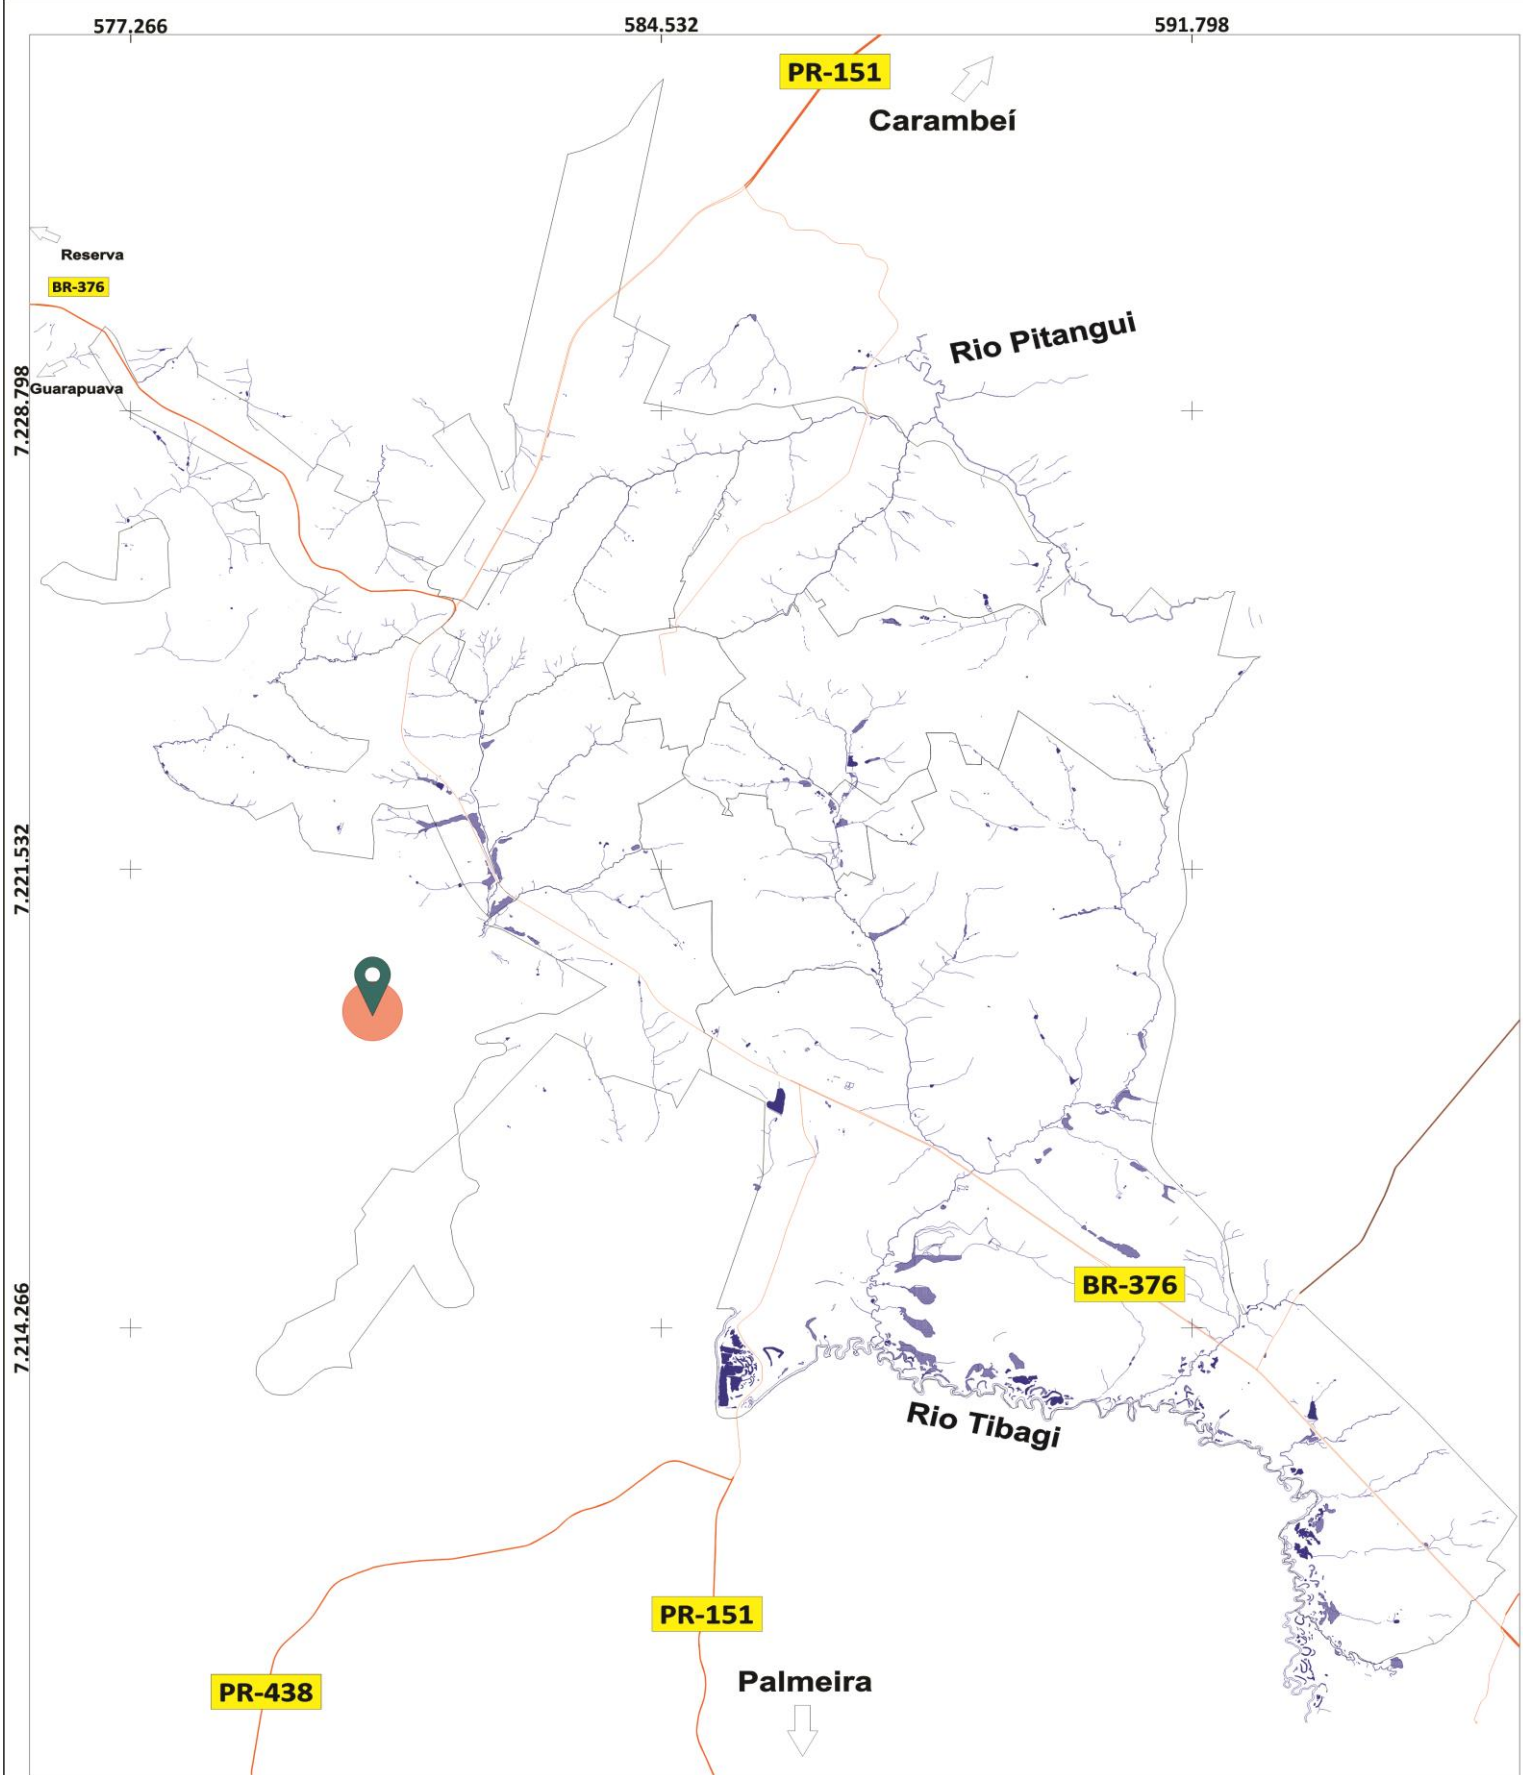 577.266
584.532
591.798
PR-151
Carambeí
Reserva
BR-376
Rio Pitangui
Guarapuava
7.228.798
7.221.532
BR-376
7.214.266
Rio Tibagi
PR-151
Palmeira
PR-438